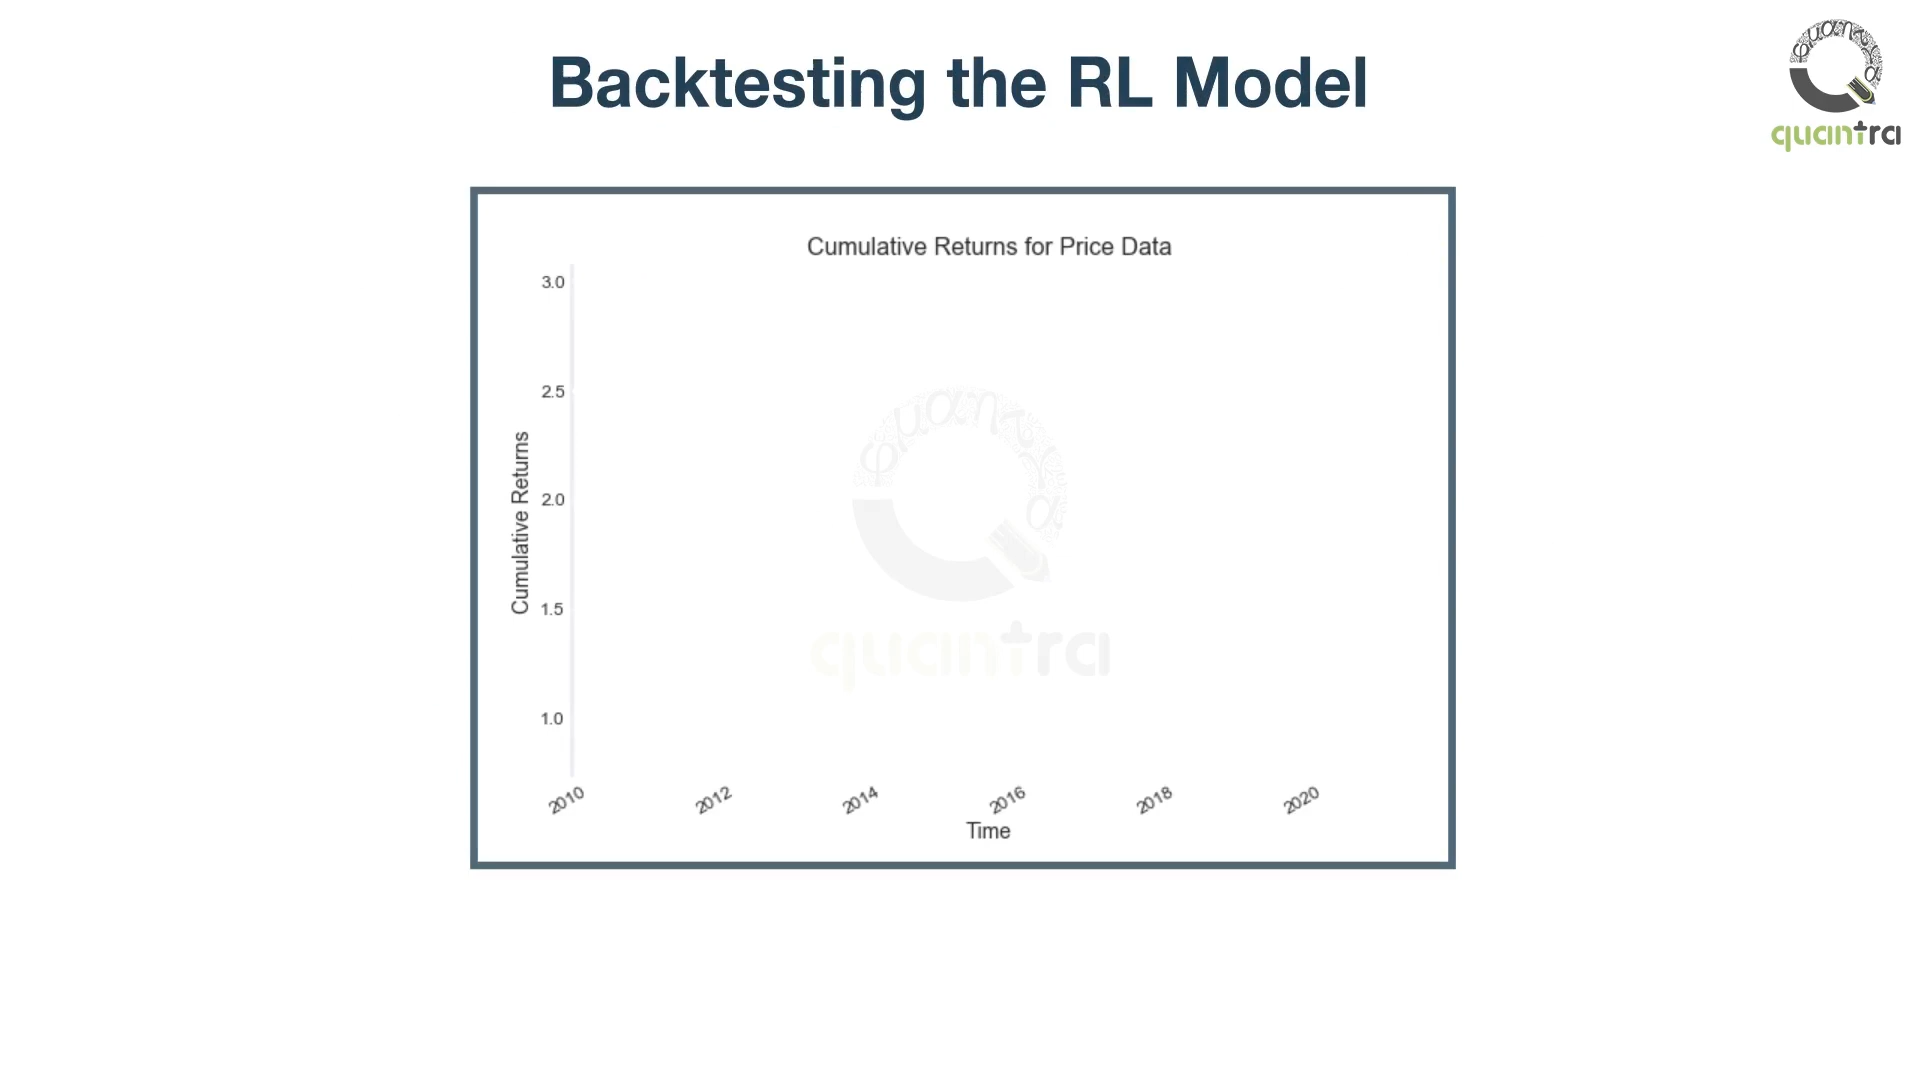 Backtesting the RL Model
quantra
Cumulative Returns for Price Data
Cumulative Returns
3.0
2.5
2.0
1.5
1.0
quantra
2010 2012 2014 2016 2018 2020
Time